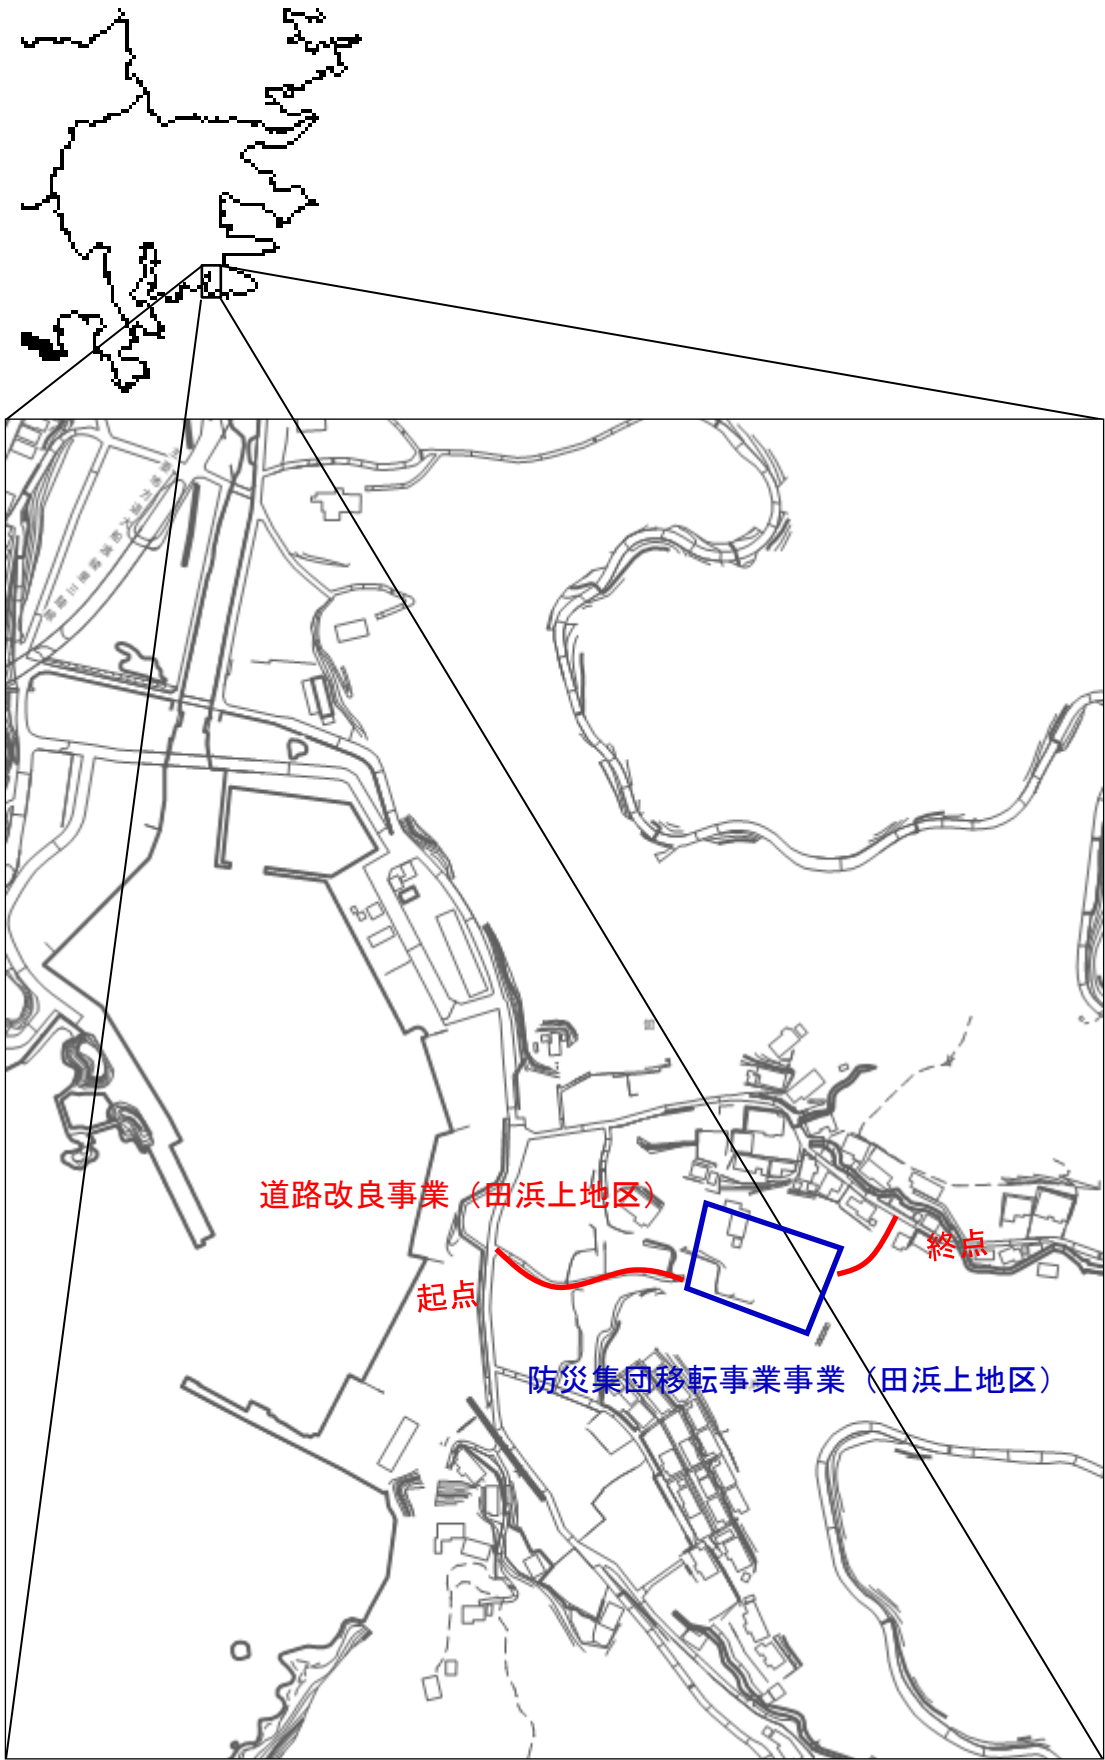 道路改良事業（田浜上地区）
終点
起点
防災集団移転事業事業（田浜上地区）